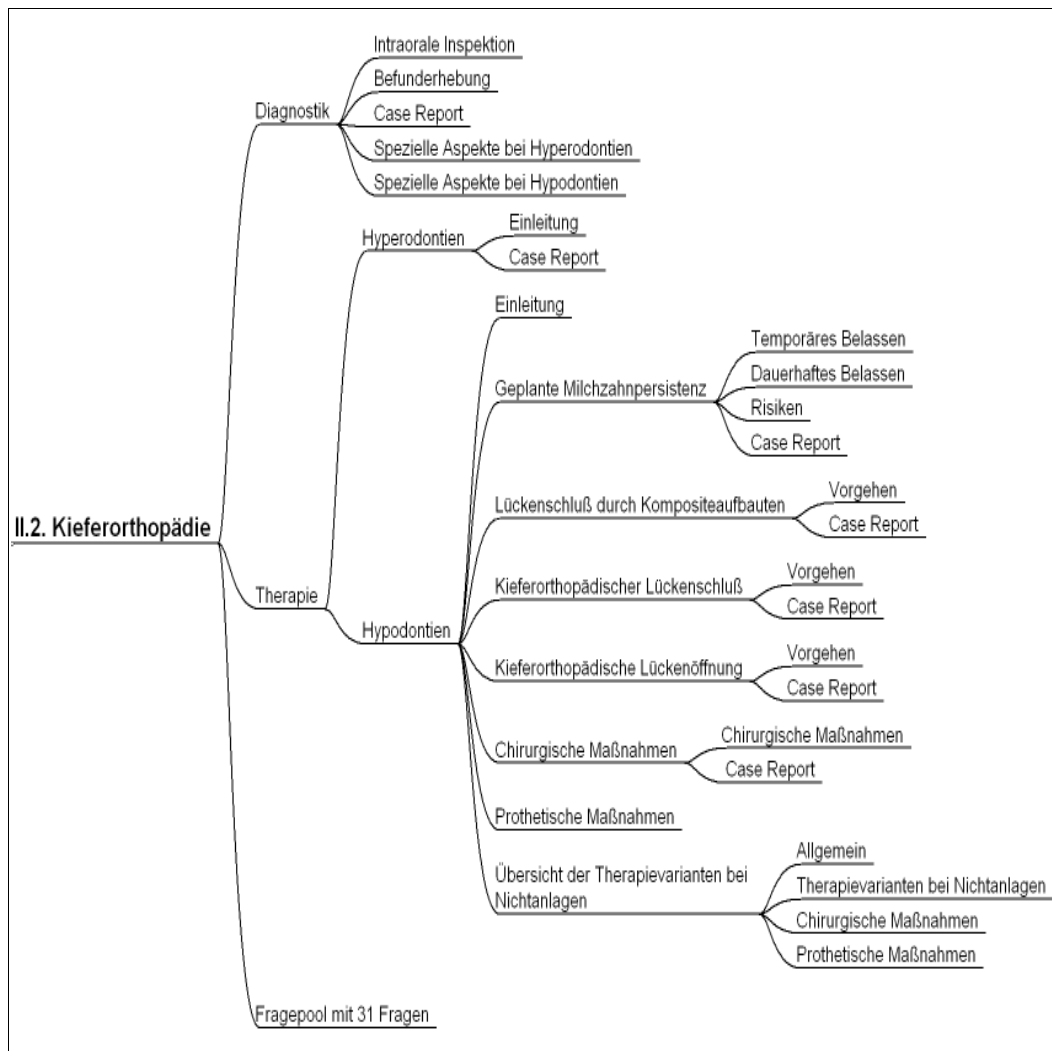 II.2. Kieferorthopädie
Diagnostik
Intraorale Inspektion
Befunderhebung
Case Report
Spezielle Aspekte bei Hyperodontien
Spezielle Aspekte bei Hypodontien
Therapie
Hyperodontien
Einleitung
Case Report
Hypodontien
Einleitung
Geplante Milchzahnpersistenz
Temporäres Belassen
Dauerhaftes Belassen
Risiken
Case Report
Lückenschluß durch Kompositeaufbauten
Vorgehen
Case Report
Kieferorthopädischer Lückenschluß
Vorgehen
Case Report
Kieferorthopädische Lückenöffnung
Vorgehen
Case Report
Chirurgische Maßnahmen
Chirurgische Maßnahmen
Case Report
Prothetische Maßnahmen
Übersicht der Therapievarianten bei
Nichtanlagen
Allgemein
Therapievarianten bei Nichtanlagen
Chirurgische Maßnahmen
Prothetische Maßnahmen
Fragepool mit 31 Fragen